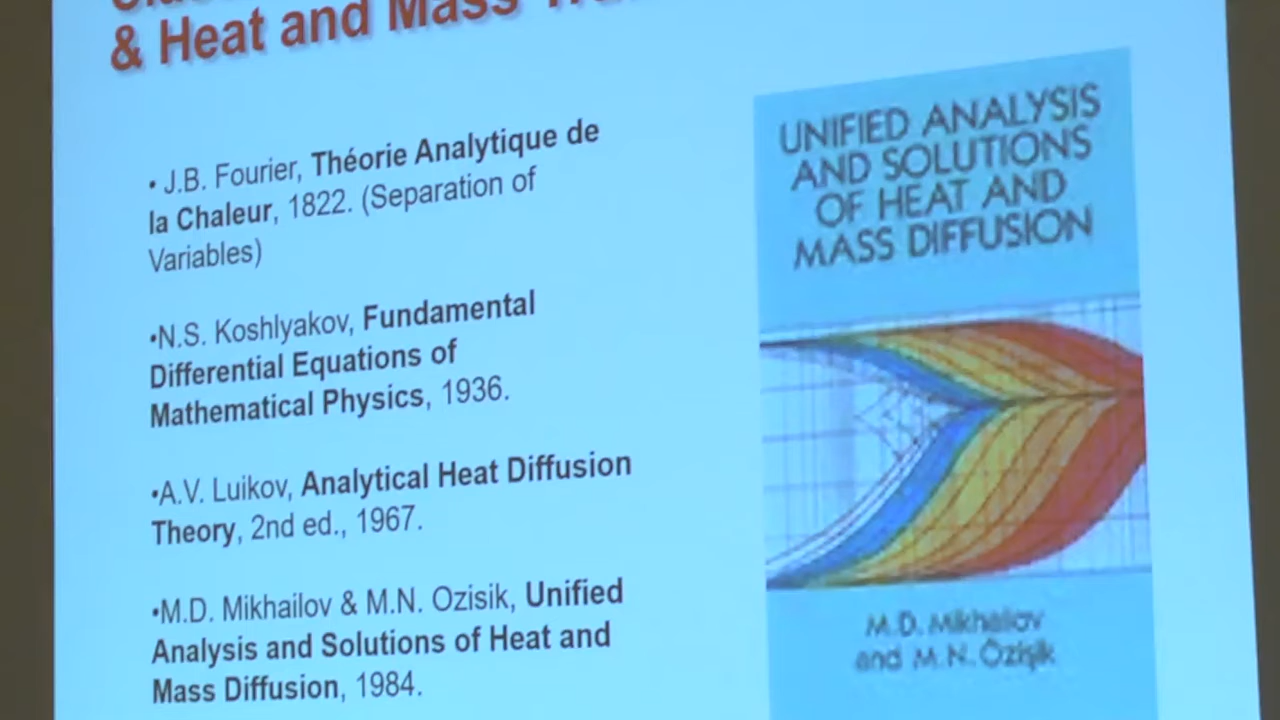 & Heat and Mass
• J.B. Fourier, Théorie Analytique de
la Chaleur, 1822. (Separation of
Variables)
•N.S. Koshlyakov, Fundamental
Differential Equations of
Mathematical Physics, 1936.
•A.V. Luikov, Analytical Heat Diffusion
Theory, 2nd ed., 1967.
•M.D. Mikhailov & M.N. Ozisik, Unified
Analysis and Solutions of Heat and
Mass Diffusion, 1984.
UNIFIED ANALYSIS
AND SOLUTIONS
OF HEAT AND
MASS DIFFUSION
M.D. Mikhailov
and M.N. Özişik